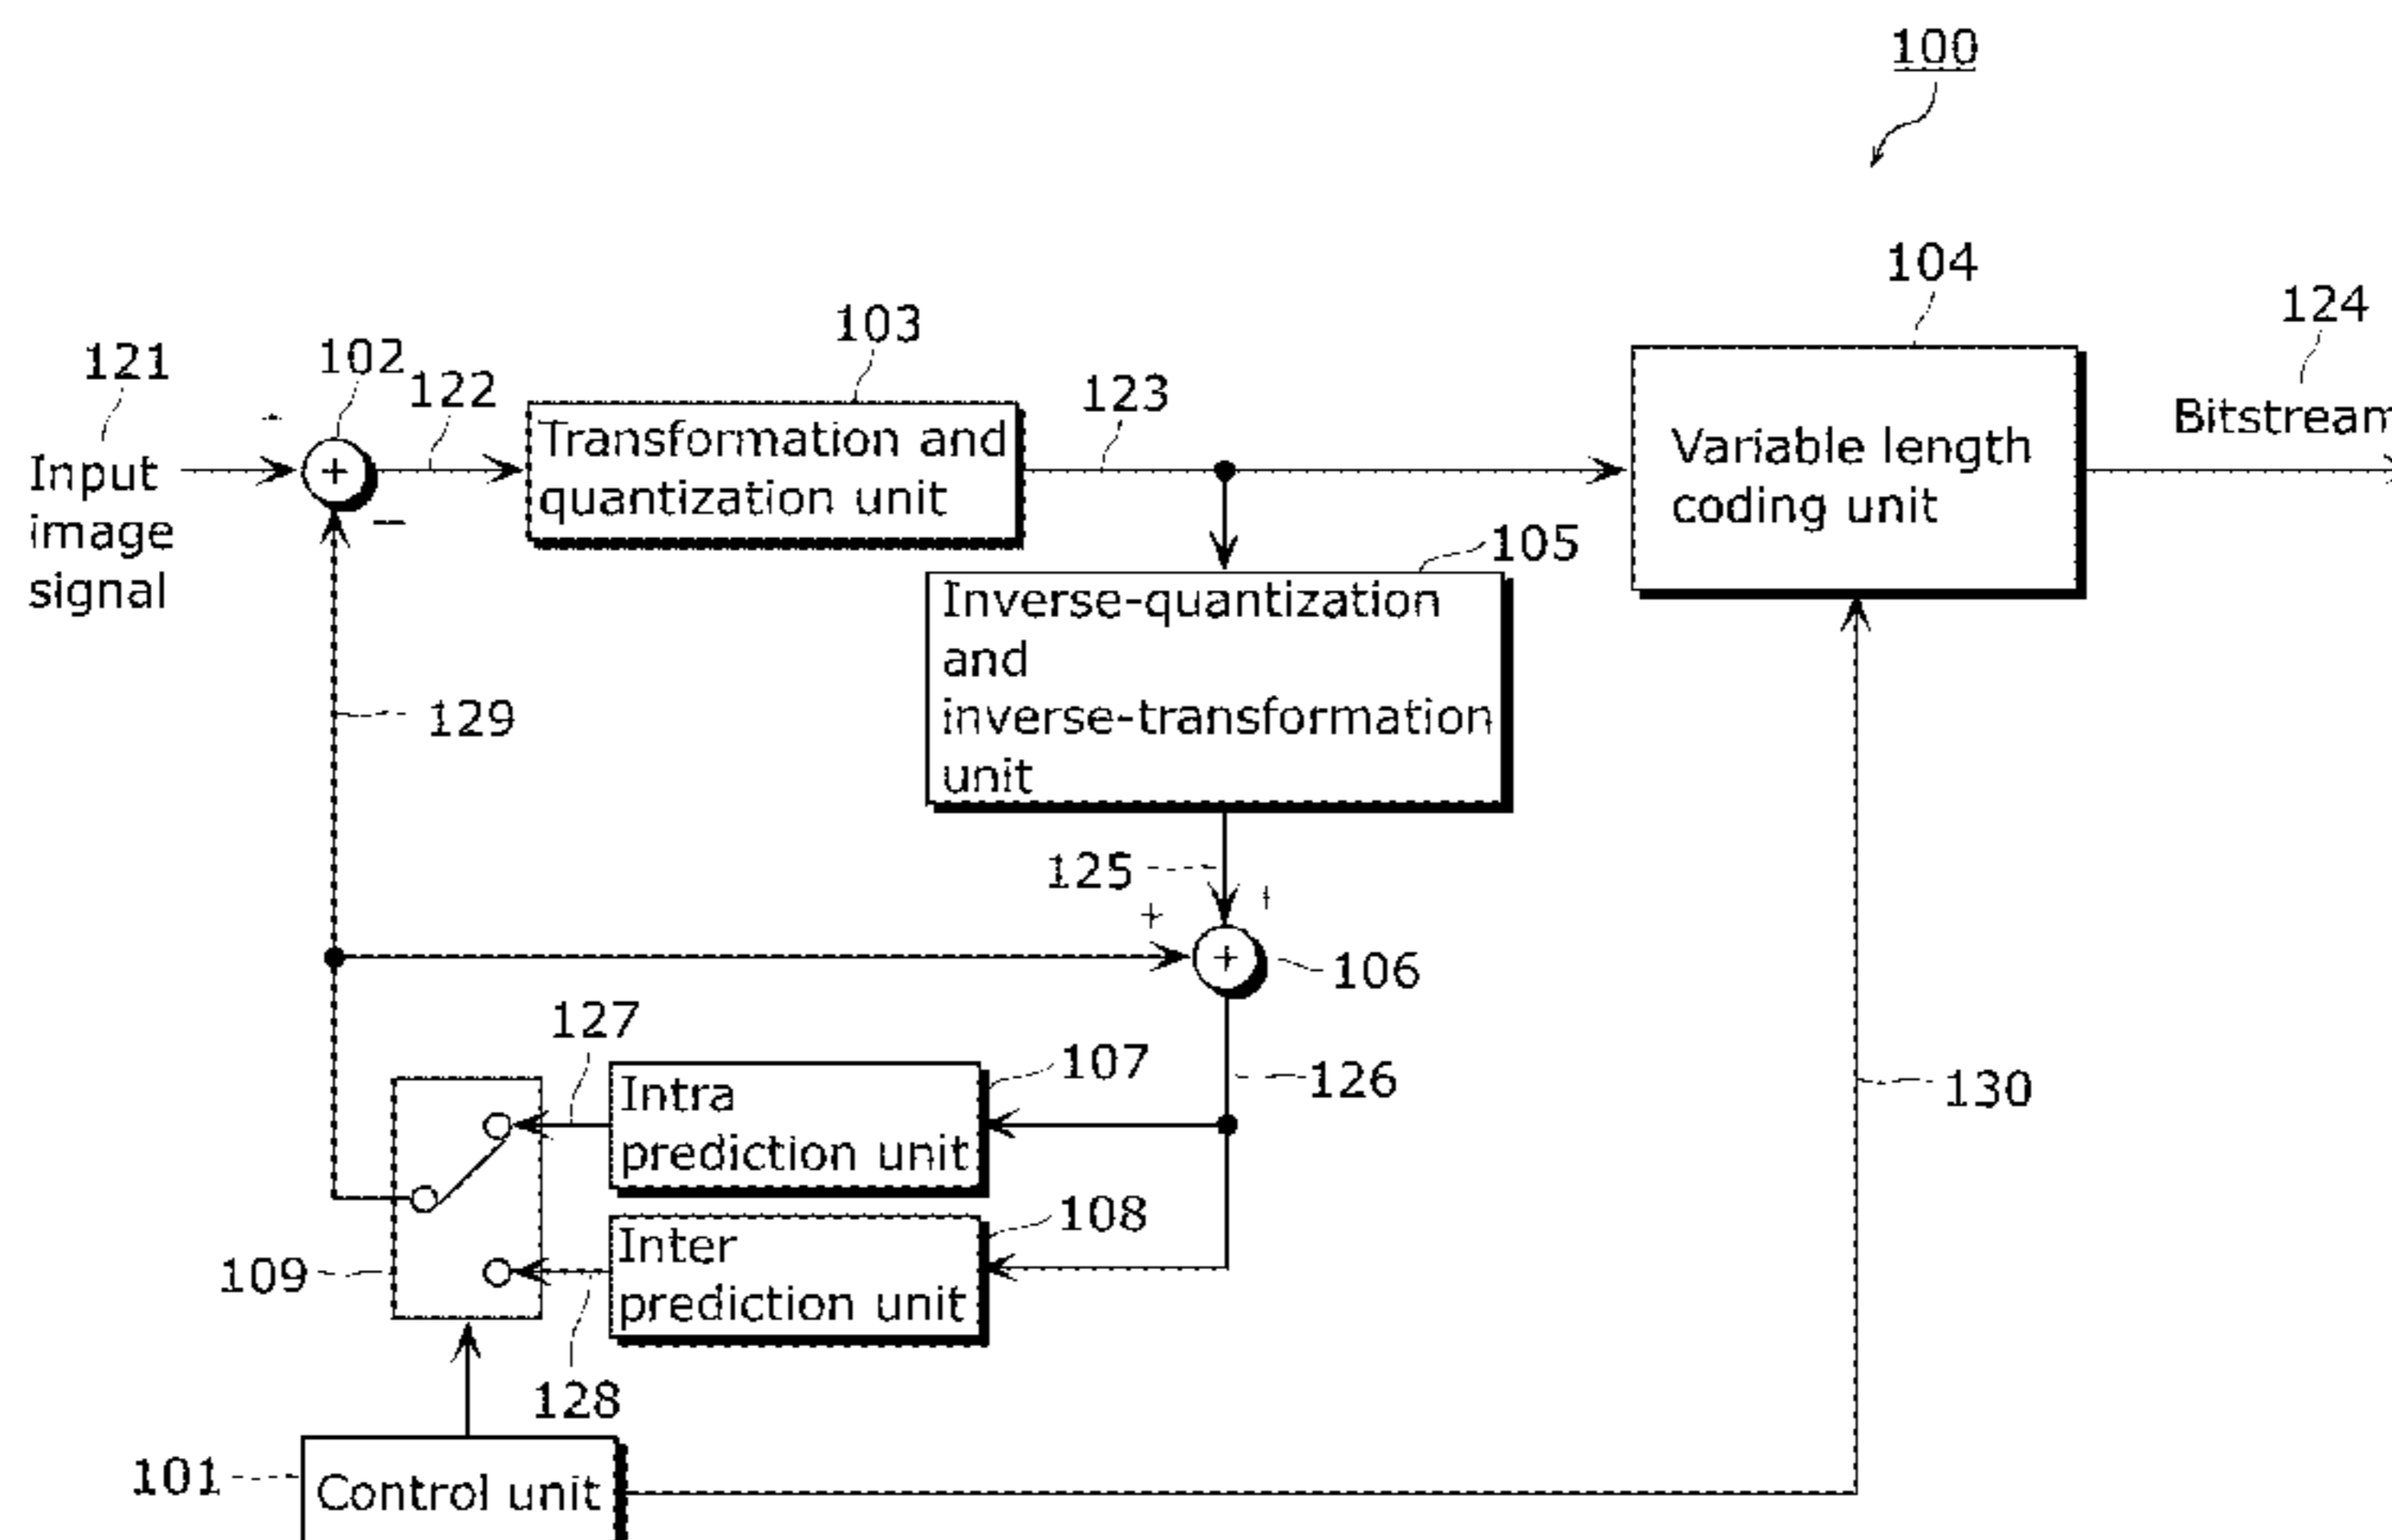 100
104
124
103
121
102
122
123
Bitstream
Transformation and
quantization unit
Variable length
coding unit
Input
image
signal
+
−
105
Inverse-quantization
and
inverse-transformation
unit
129
125
+
+
+
106
127
107
126
130
Intra
prediction unit
108
Inter
prediction unit
109
128
101
Control unit